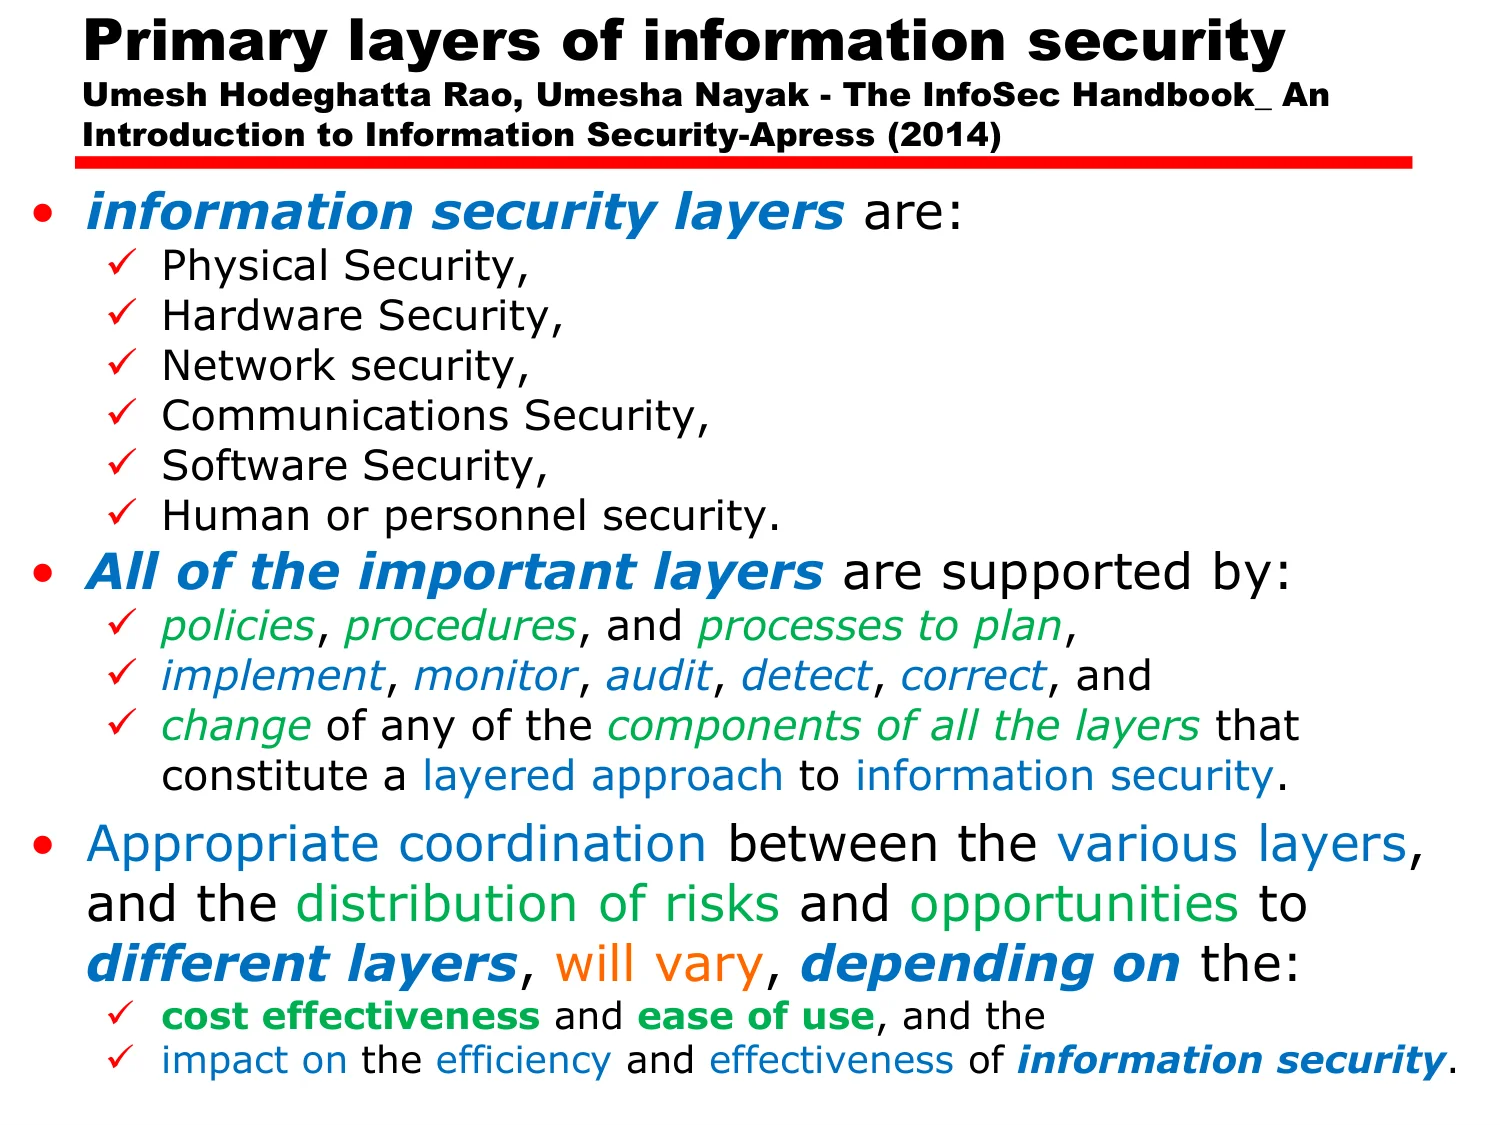 Primary layers of information security
Umesh Hodeghatta Rao, Umesha Nayak - The InfoSec Handbook_ An
Introduction to Information Security-Apress (2014)
• information security layers are:
✓ Physical Security,
✓ Hardware Security,
✓ Network security,
✓ Communications Security,
✓ Software Security,
✓ Human or personnel security.
• All of the important layers are supported by:
✓ policies, procedures, and processes to plan,
✓ implement, monitor, audit, detect, correct, and
✓ change of any of the components of all the layers that
constitute a layered approach to information security.
• Appropriate coordination between the various layers,
and the distribution of risks and opportunities to
different layers, will vary, depending on the:
✓ cost effectiveness and ease of use, and the
✓ impact on the efficiency and effectiveness of information security.